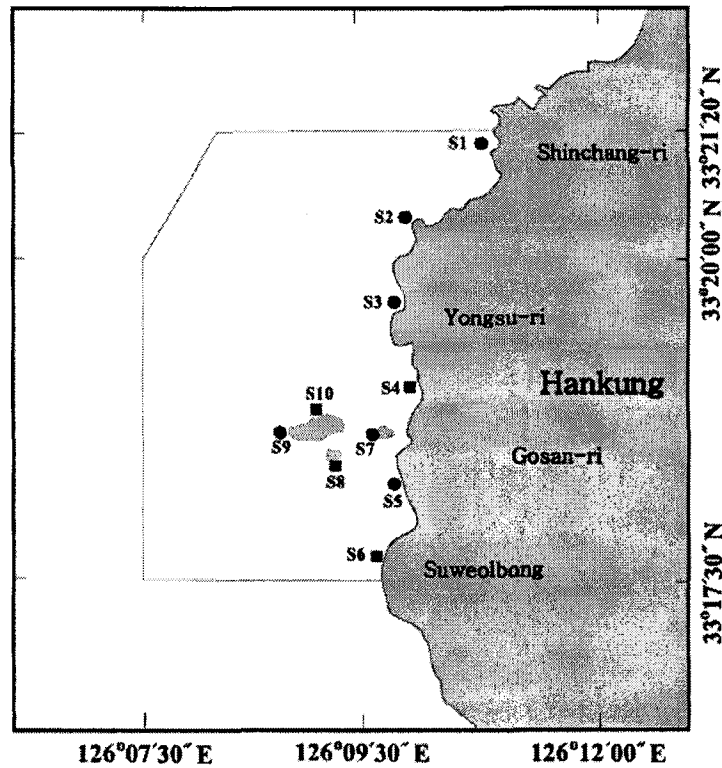 S1
Shinchang-ri
S2
S3
Yongsu-ri
S4
Hankung
S10
S9
S7
S8
Gosan-ri
S5
S6
Suweolbong
33°21′20″ N
33°20′00″ N
33°17′30″ N
126°07′30″ E
126°09′30″ E
126°12′00″ E